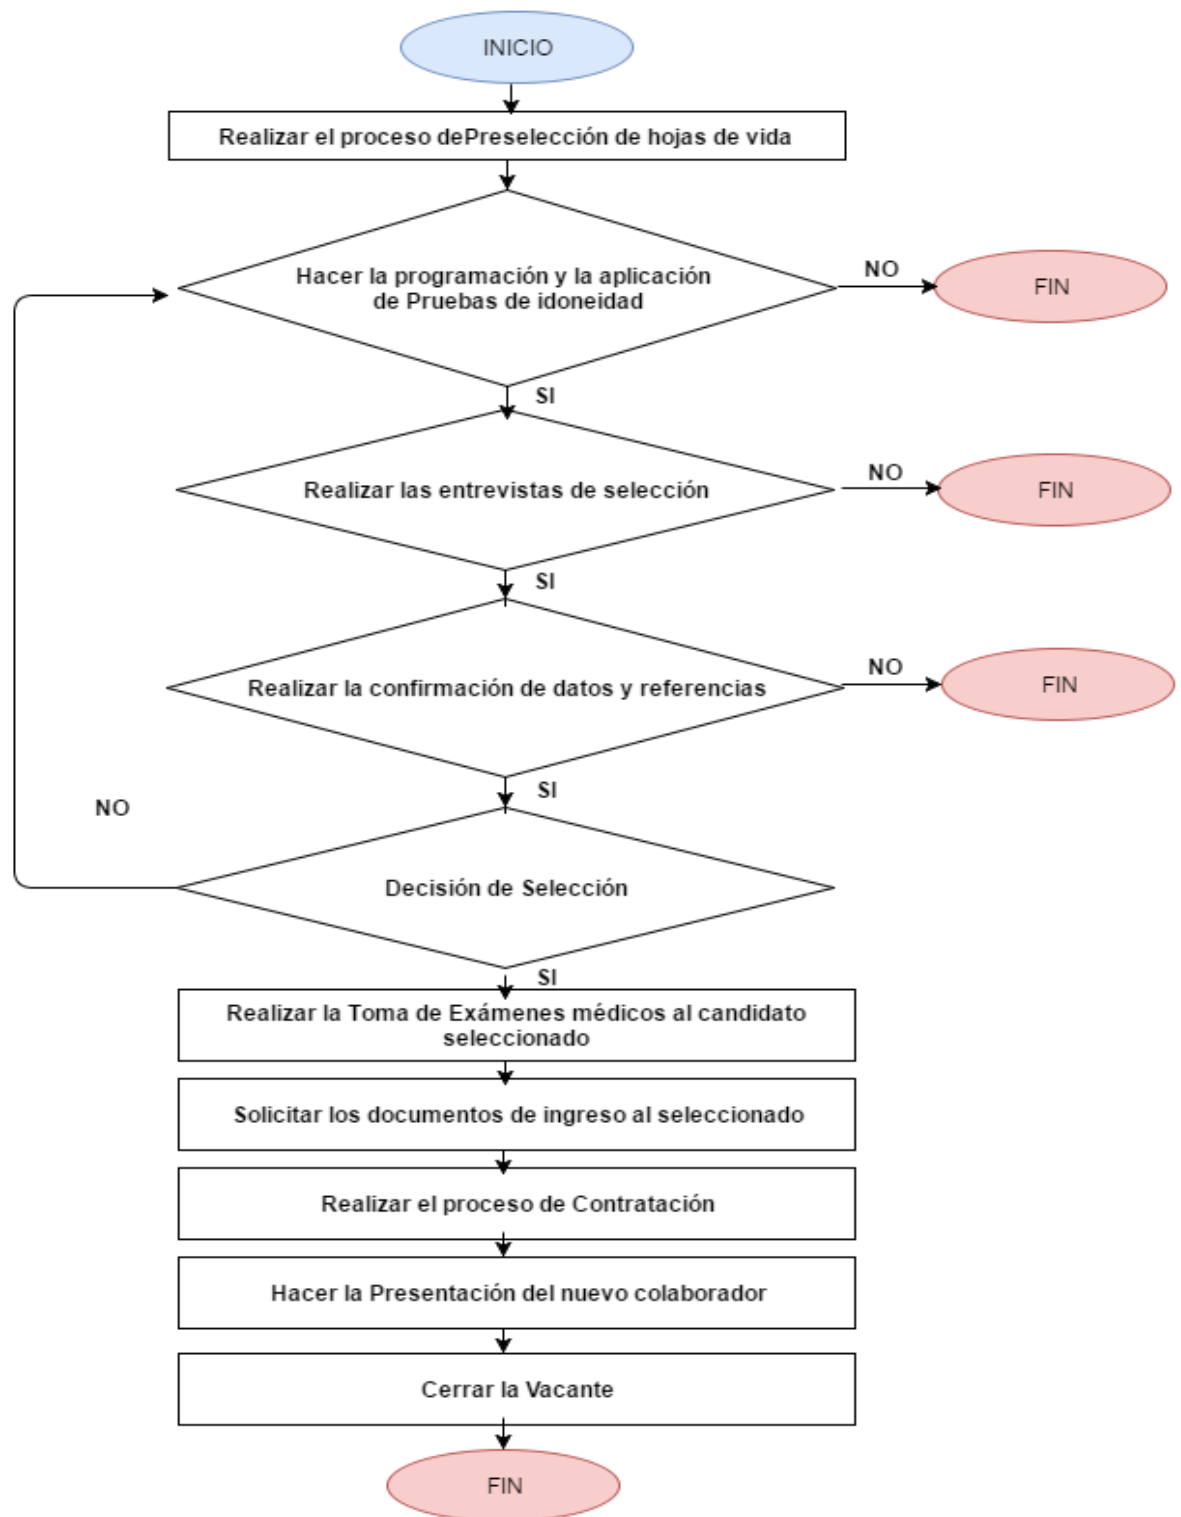 INICIO
Realizar el proceso dePreselección de hojas de vida
Hacer la programación y la aplicación
de Pruebas de idoneidad
NO
FIN
SI
Realizar las entrevistas de selección
NO
FIN
SI
Realizar la confirmación de datos y referencias
NO
FIN
SI
NO
Decisión de Selección
SI
Realizar la Toma de Exámenes médicos al candidato
seleccionado
Solicitar los documentos de ingreso al seleccionado
Realizar el proceso de Contratación
Hacer la Presentación del nuevo colaborador
Cerrar la Vacante
FIN